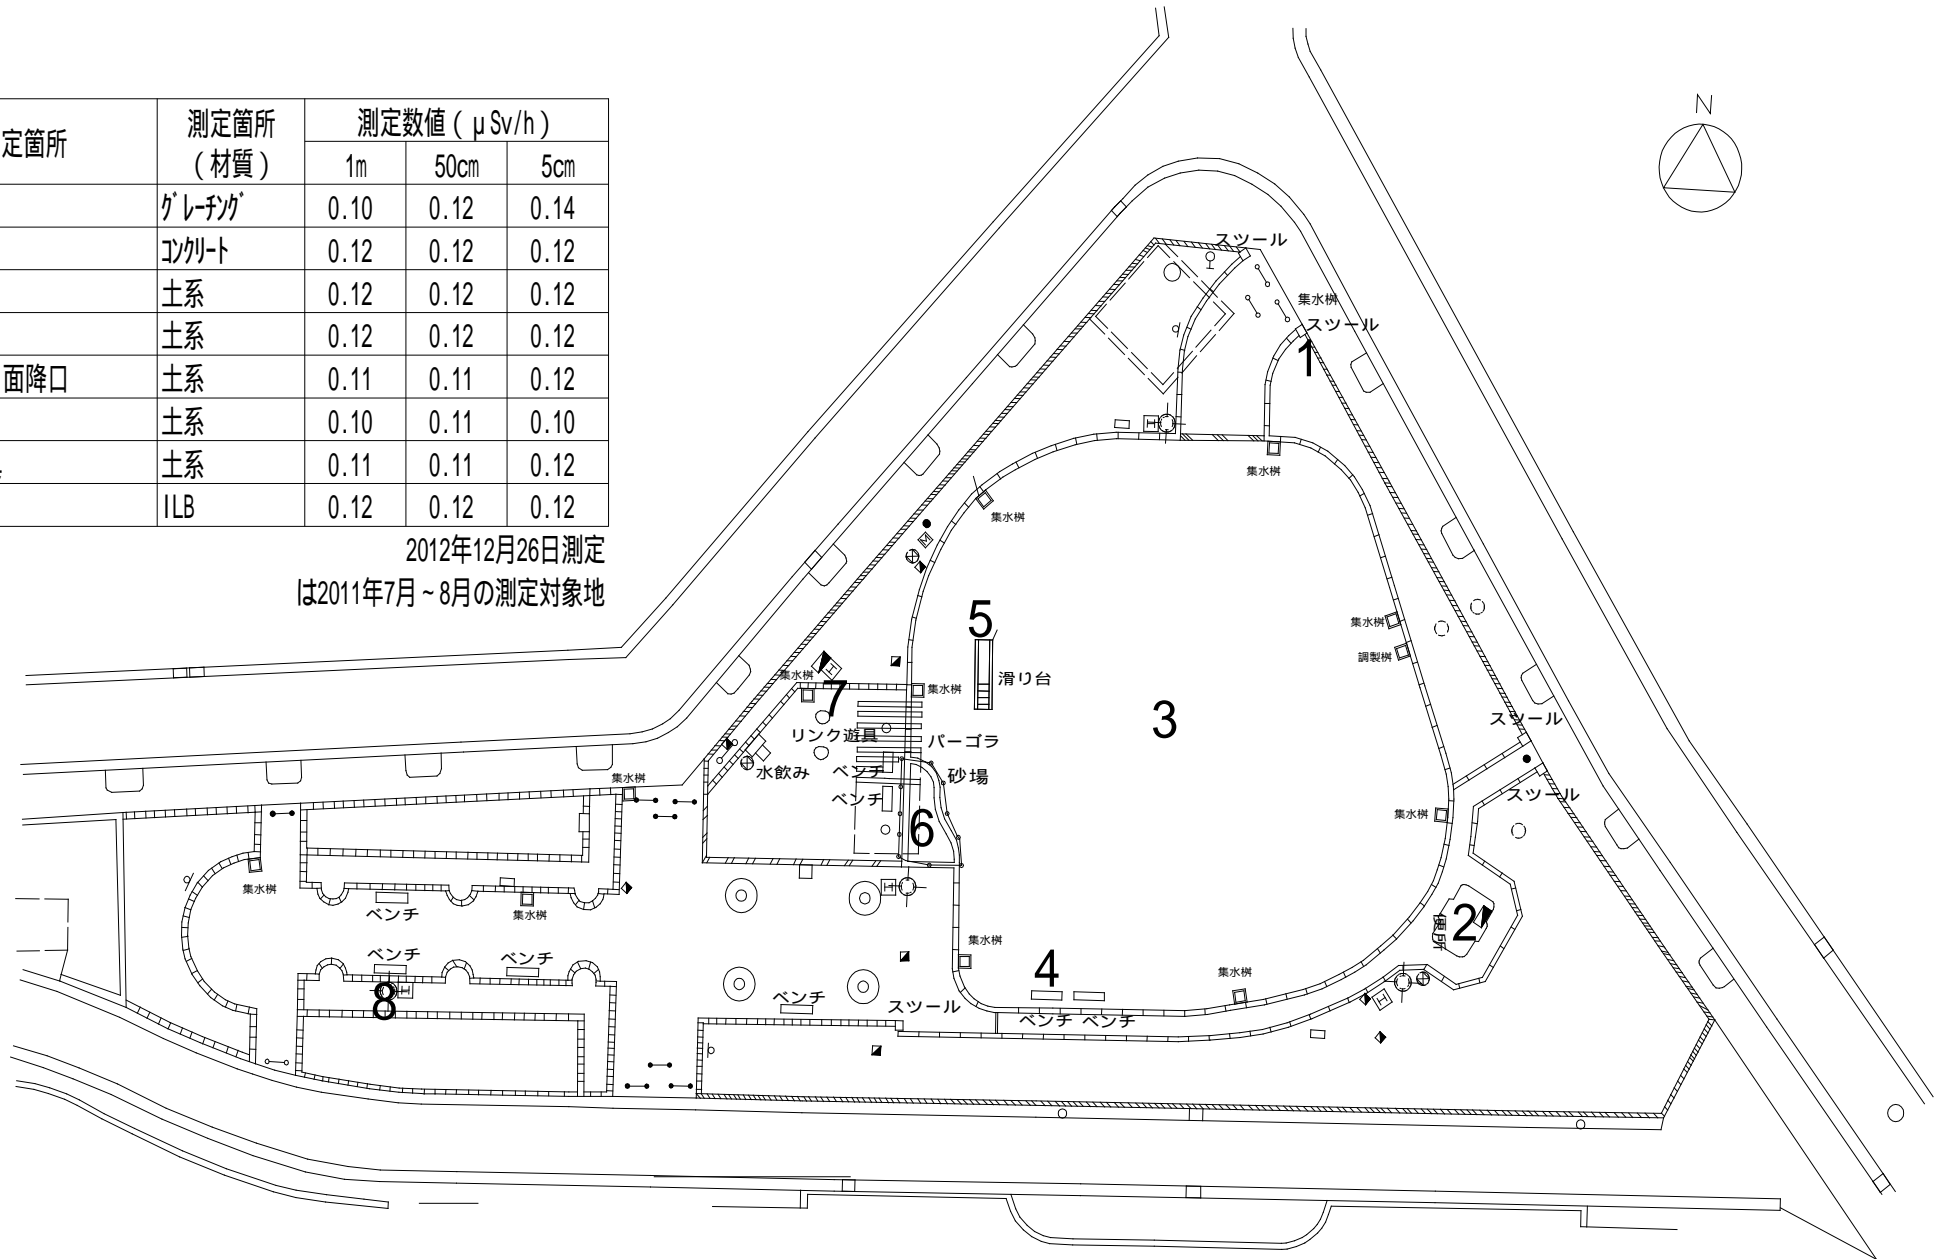 定箇所 測定箇所（材質） 測定数値（μSv/h）
1m 50cm 5cm
ｸﾞﾚｰﾁﾝｸﾞ 0.10 0.12 0.14
ｺﾝｸﾘｰﾄ 0.12 0.12 0.12
土系 0.12 0.12 0.12
土系 0.12 0.12 0.12
面降口 土系 0.11 0.11 0.12
土系 0.10 0.11 0.10
土系 0.11 0.11 0.12
ILB 0.12 0.12 0.12
2012年12月26日測定
は2011年7月～8月の測定対象地
N
スツール
集水桝
スツール
1
集水桝
集水桝
M
5
滑り台
3
集水桝
調製桝
集水桝
集水桝
7
リンク遊具
パーゴラ
スツール
水飲み
ベンチ
砂場
ベンチ
集水桝
スツール
集水桝
6
集水桝
ベンチ
集水桝
2
ベンチ
ベンチ
集水桝
4
集水桝
8
ベンチ
スツール
ベンチ
ベンチ